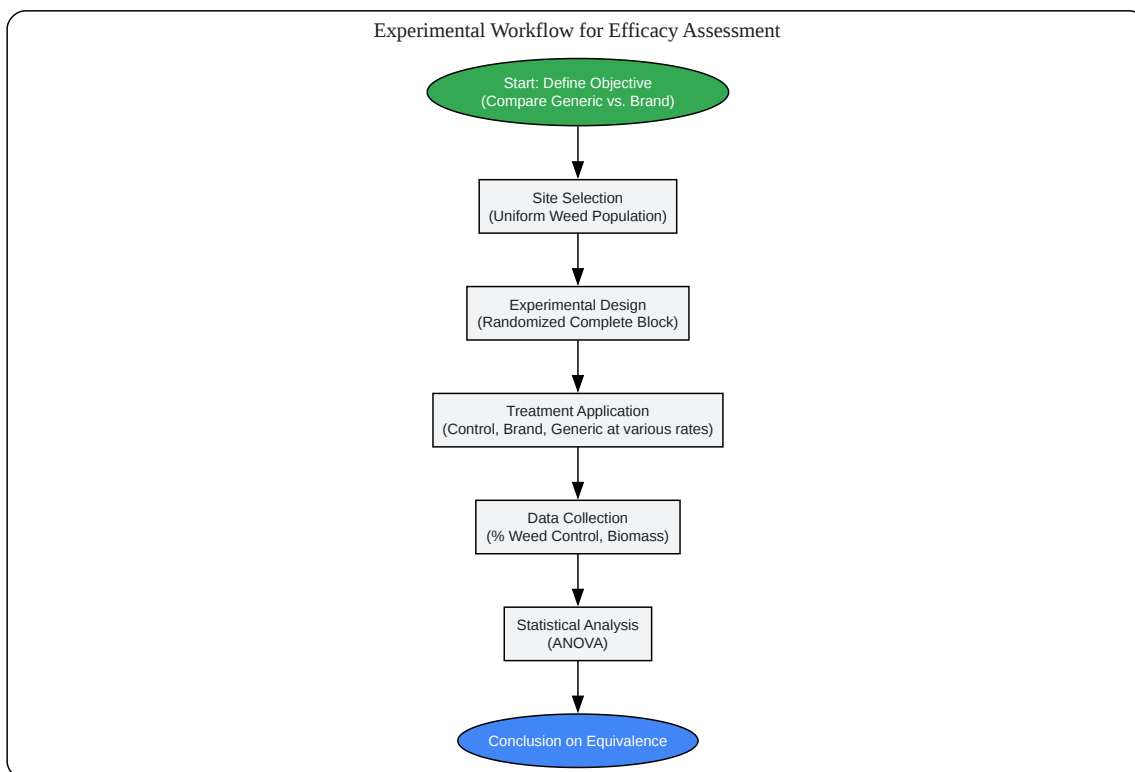 Experimental Workflow for Efficacy Assessment
Start: Define Objective
(Compare Generic vs. Brand)
Site Selection
(Uniform Weed Population)
Experimental Design
(Randomized Complete Block)
Treatment Application
(Control, Brand, Generic at various rates)
Data Collection
(% Weed Control, Biomass)
Statistical Analysis
(ANOVA)
Conclusion on Equivalence